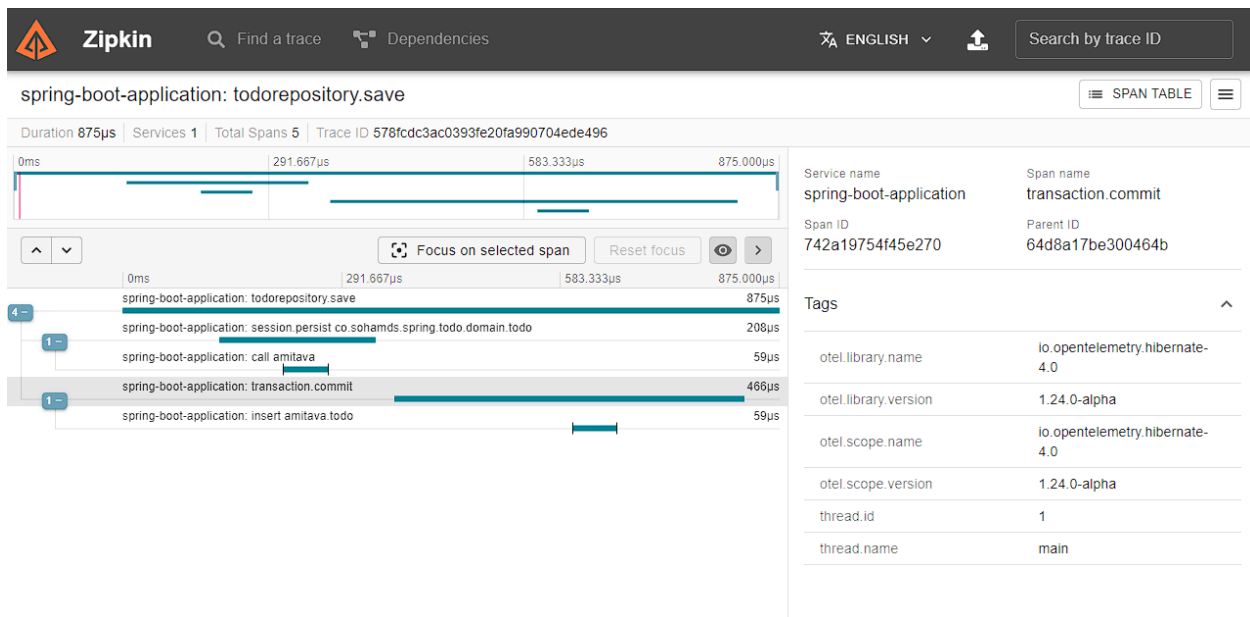 Zipkin Find a trace Dependencies ENGLISH Search by trace ID
spring-boot-application: todorepository.save SPAN TABLE
Duration 875μs Services 1 Total Spans 5 Trace ID 578fcdc3ac0393fe20fa990704ede496
0ms 291.667μs 583.333μs 875.000μs
Focus on selected span Reset focus
0ms 291.667μs 583.333μs 875.000μs
spring-boot-application: todorepository.save 875μs
4 −
spring-boot-application: session.persist co.sohamds.spring.todo.domain.todo 208μs
1 −
spring-boot-application: call amitava 59μs
spring-boot-application: transaction.commit 466μs
1 −
spring-boot-application: insert amitava.todo 59μs
Service name Span name
spring-boot-application transaction.commit
Span ID Parent ID
742a19754f45e270 64d8a17be300464b
Tags
otel.library.name io.opentelemetry.hibernate-
4.0
otel.library.version 1.24.0-alpha
otel.scope.name io.opentelemetry.hibernate-
4.0
otel.scope.version 1.24.0-alpha
thread.id 1
thread.name main